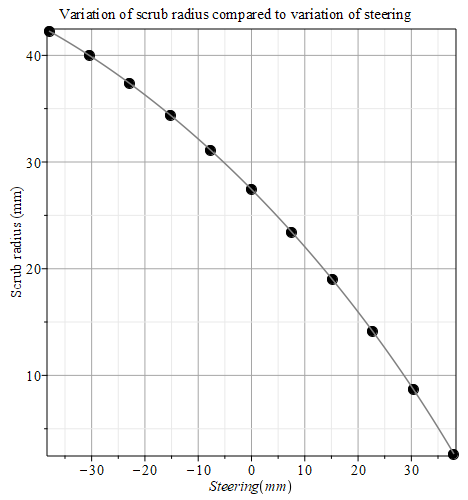 Variation of scrub radius compared to variation of steering
40
30
20
10
Scrub radius (mm)
−30 −20 −10 0 10 20 30
Steering(mm)